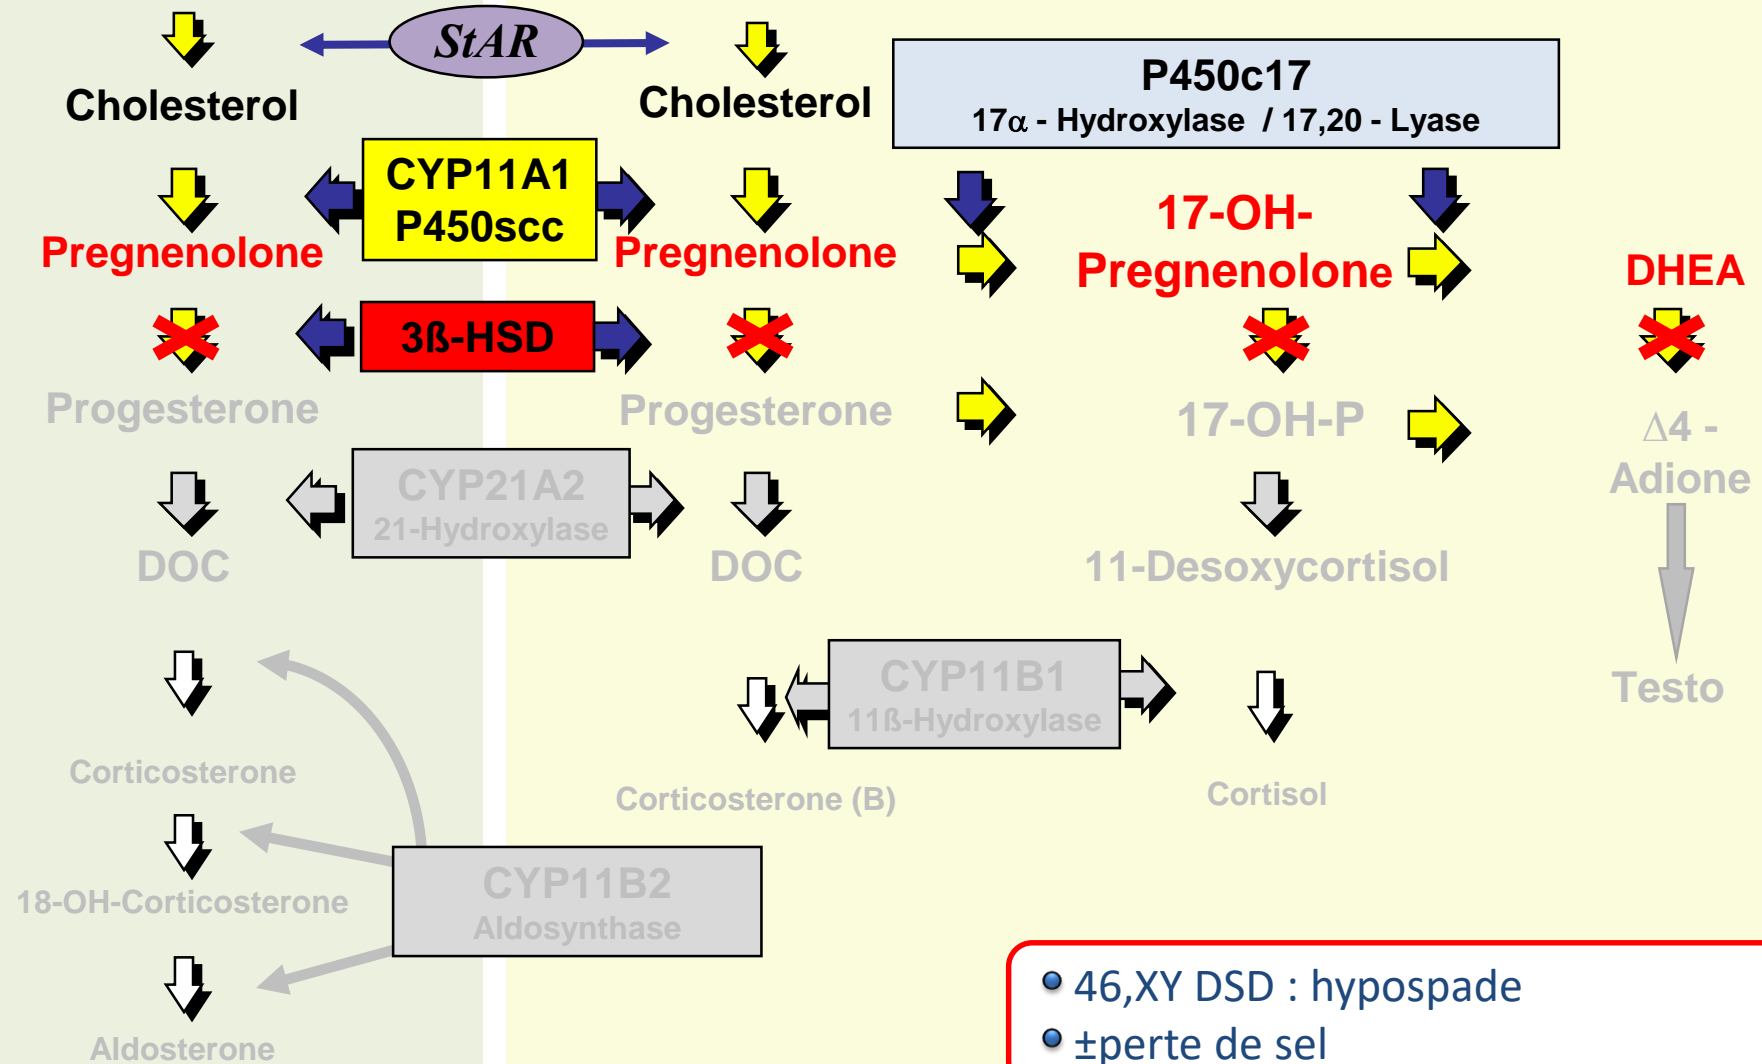 StAR
Cholesterol
Cholesterol
P450c17
17α - Hydroxylase / 17,20 - Lyase
CYP11A1
P450scc
Pregnenolone
Pregnenolone
17-OH-
Pregnenolone
DHEA
3ß-HSD
Progesterone
Progesterone
17-OH-P
Δ4 -
Adione
CYP21A2
21-Hydroxylase
DOC
DOC
11-Desoxycortisol
CYP11B1
11ß-Hydroxylase
Testo
Corticosterone
Corticosterone (B)
Cortisol
18-OH-Corticosterone
CYP11B2
Aldosynthase
Aldosterone
46,XY DSD : hypospade
±perte de sel